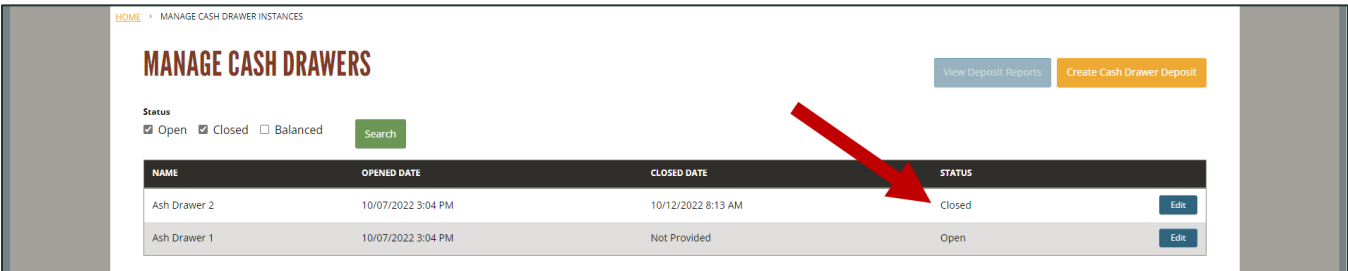 HOME › MANAGE CASH DRAWER INSTANCES
MANAGE CASH DRAWERS
View Deposit Reports Create Cash Drawer Deposit
Status
Open Closed Balanced Search
NAME OPENED DATE CLOSED DATE STATUS
Ash Drawer 2 10/07/2022 3:04 PM 10/12/2022 8:13 AM Closed Edit
Ash Drawer 1 10/07/2022 3:04 PM Not Provided Open Edit